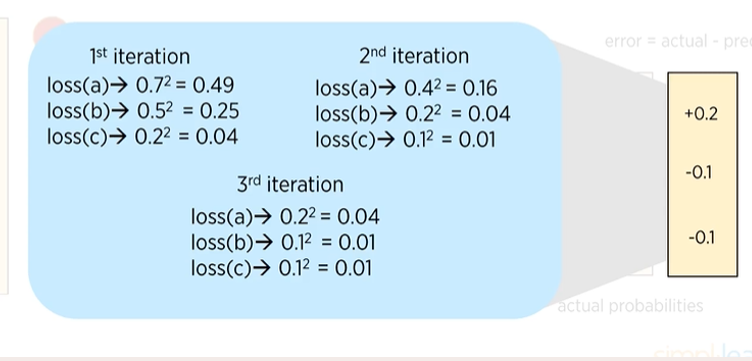 error = actual - pre
1st iteration
loss(a)→ 0.7² = 0.49
loss(b)→ 0.5² = 0.25
loss(c)→ 0.2² = 0.04
2nd iteration
loss(a)→ 0.4² = 0.16
loss(b)→ 0.2² = 0.04
loss(c)→ 0.1² = 0.01
3rd iteration
loss(a)→ 0.2² = 0.04
loss(b)→ 0.1² = 0.01
loss(c)→ 0.1² = 0.01
+0.2
-0.1
-0.1
actual probabilities